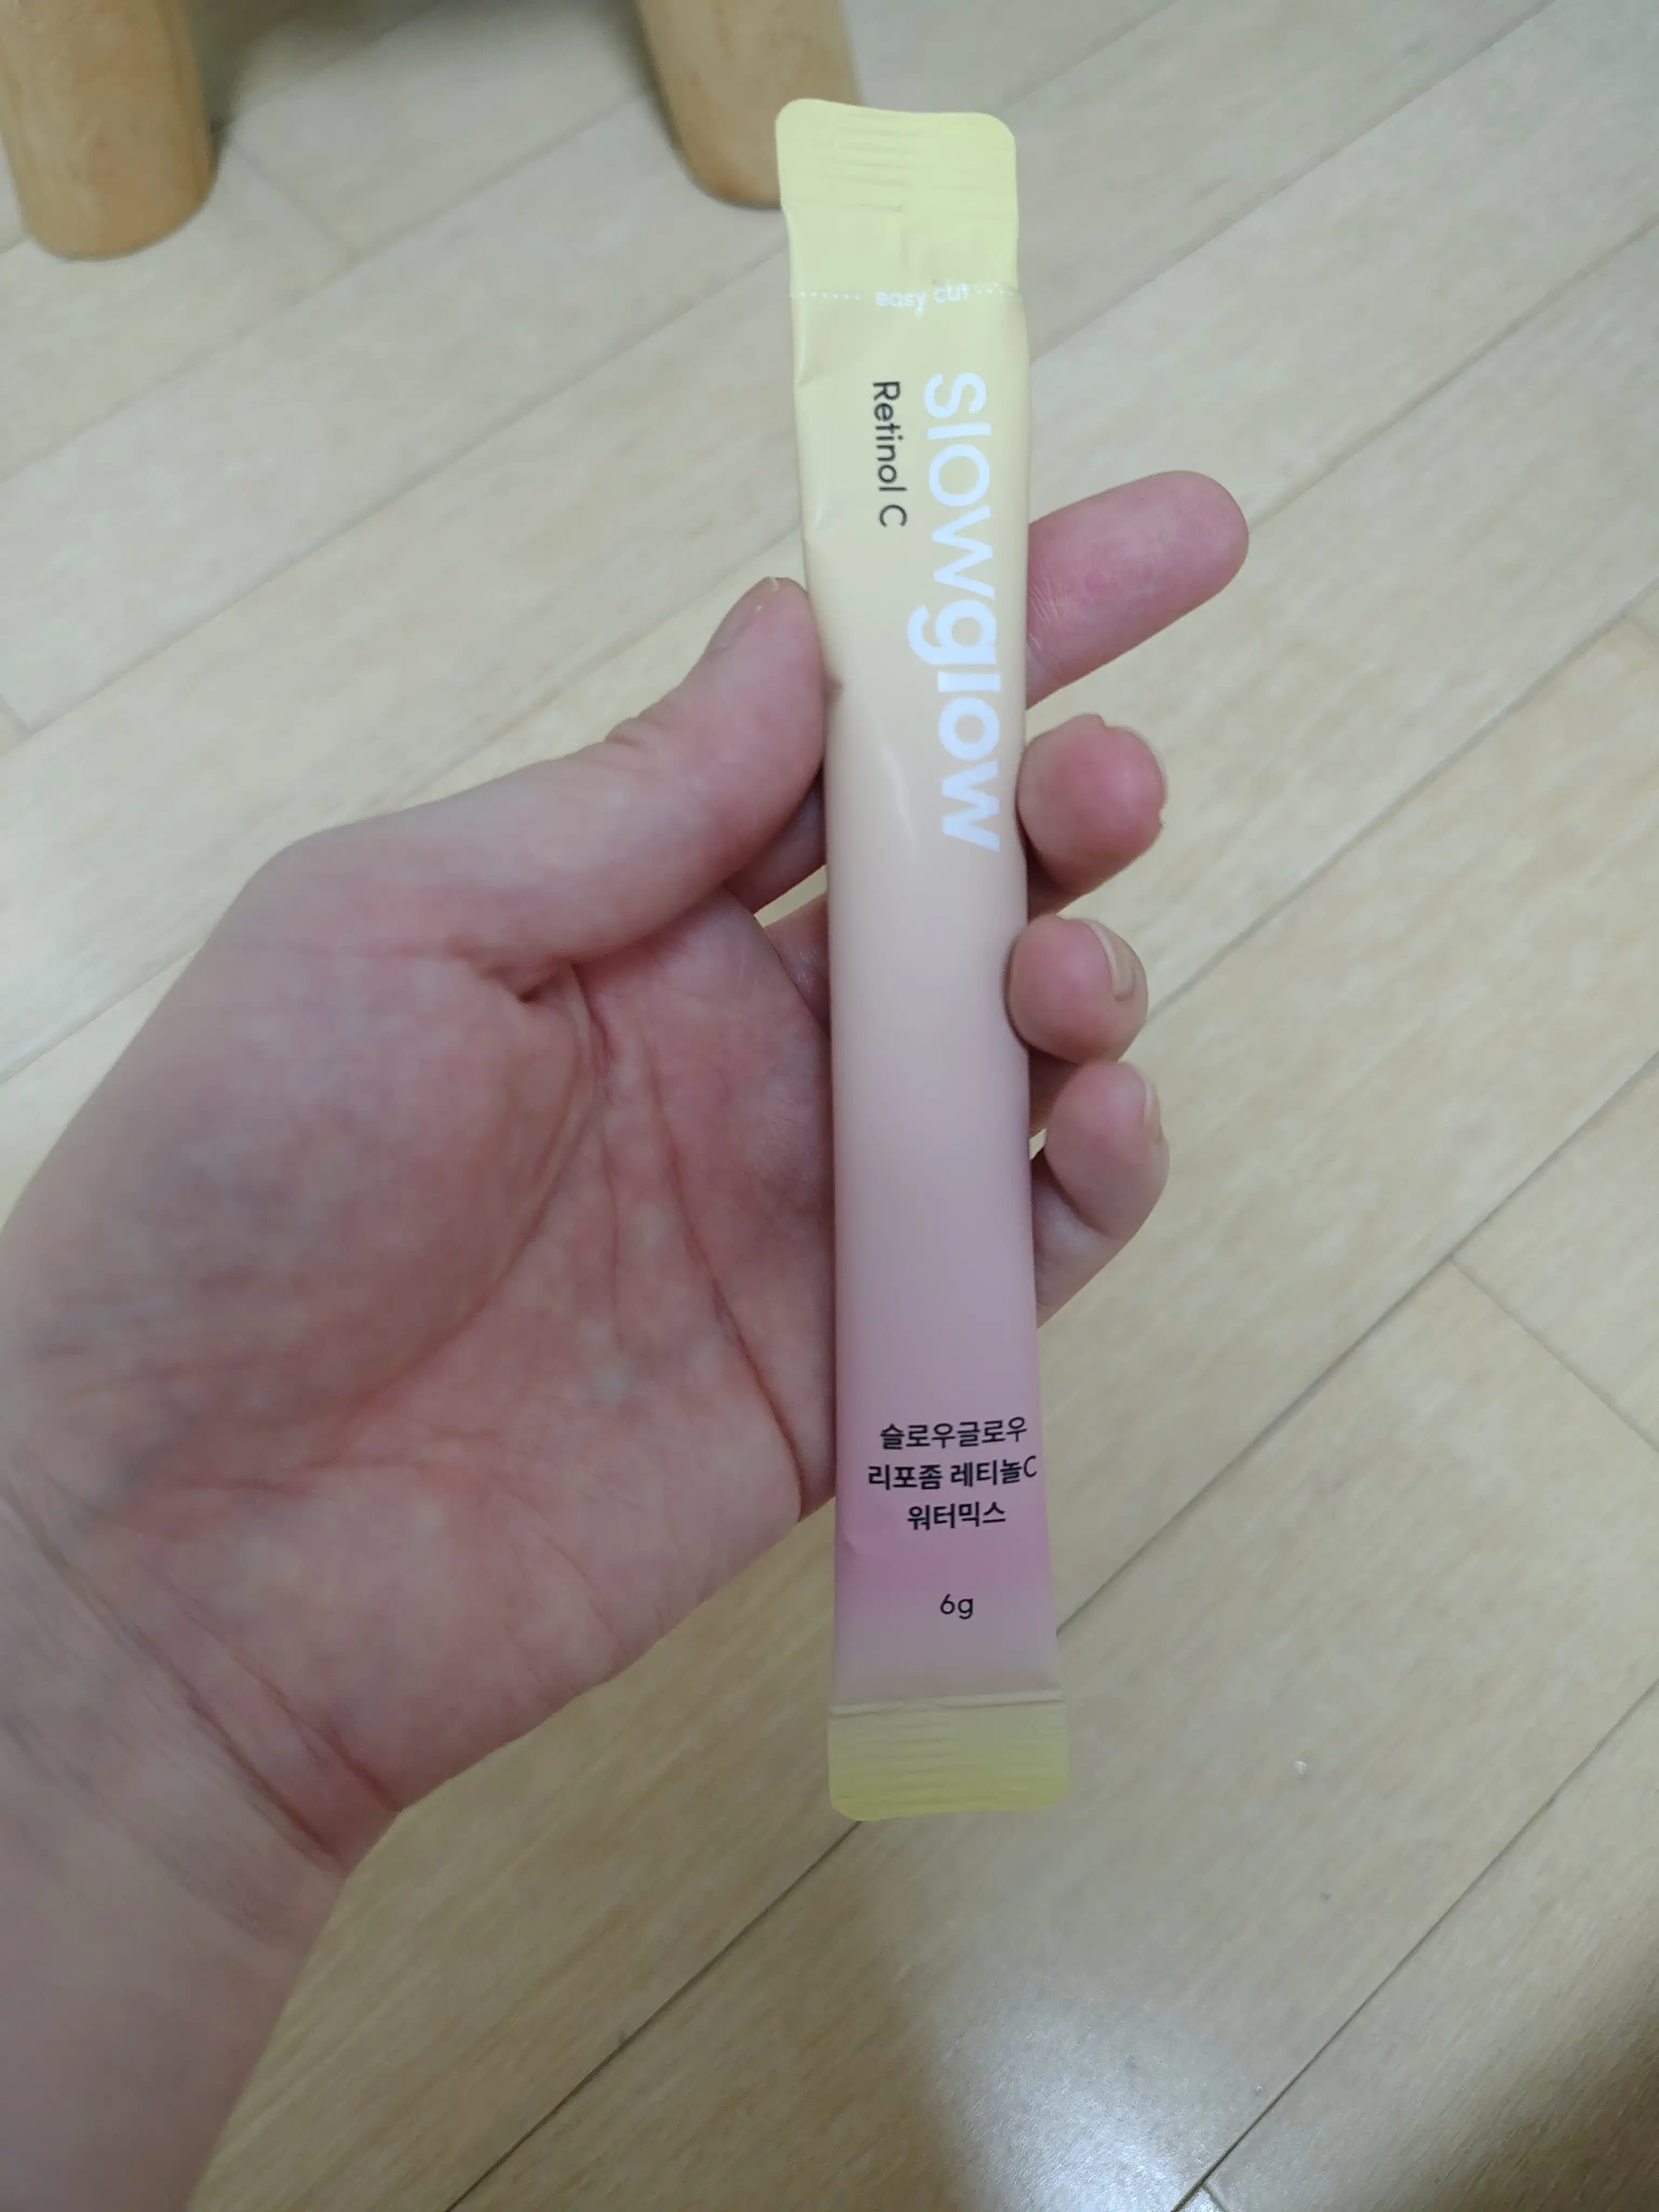 easy cut
slowglow
Retinol C
슬로우글로우
리포좀 레티놀C
워터믹스
6g